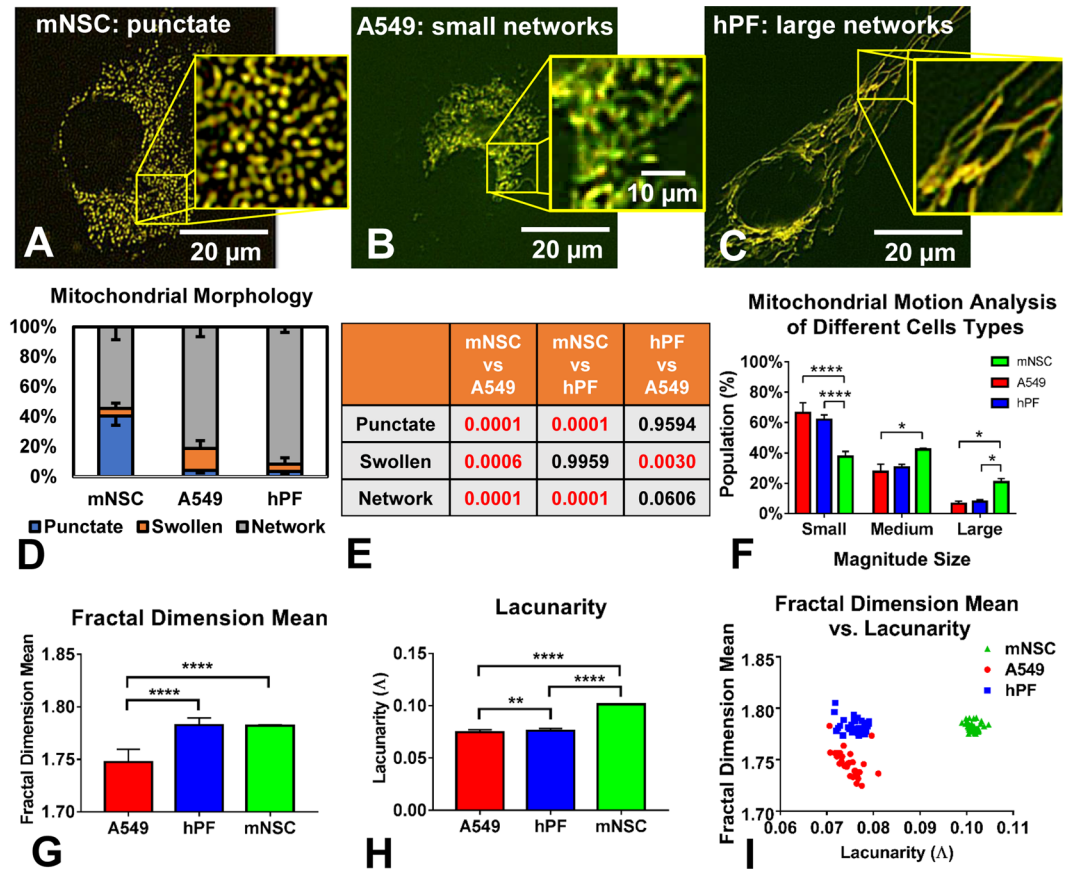 mNSC: punctate
A
20 μm
A549: small networks
10 μm
B
20 μm
hPF: large networks
C
20 μm
Mitochondrial Morphology
100%
80%
60%
40%
20%
0%
mNSC
A549
hPF
Punctate
Swollen
Network
D
mNSC
vs
A549
mNSC
vs
hPF
hPF
vs
A549
Punctate 0.0001 0.0001 0.9594
Swollen 0.0006 0.9959 0.0030
Network 0.0001 0.0001 0.0606
E
Mitochondrial Motion Analysis
of Different Cells Types
Population (%)
100%
80%
60%
40%
20%
0%
****
****
*
*
*
mNSC
A549
hPF
Small
Medium
Large
Magnitude Size
F
Fractal Dimension Mean
Fractal Dimension Mean
1.85
1.80
1.75
1.70
****
****
A549
hPF
mNSC
G
Lacunarity
Lacunarity (Λ)
0.15
0.10
0.05
0.00
****
****
**
A549
hPF
mNSC
H
Fractal Dimension Mean
vs. Lacunarity
mNSC
A549
hPF
Fractal Dimension Mean
1.85
1.80
1.75
1.70
0.06
0.07
0.08
0.09
0.10
0.11
Lacunarity (Λ)
I